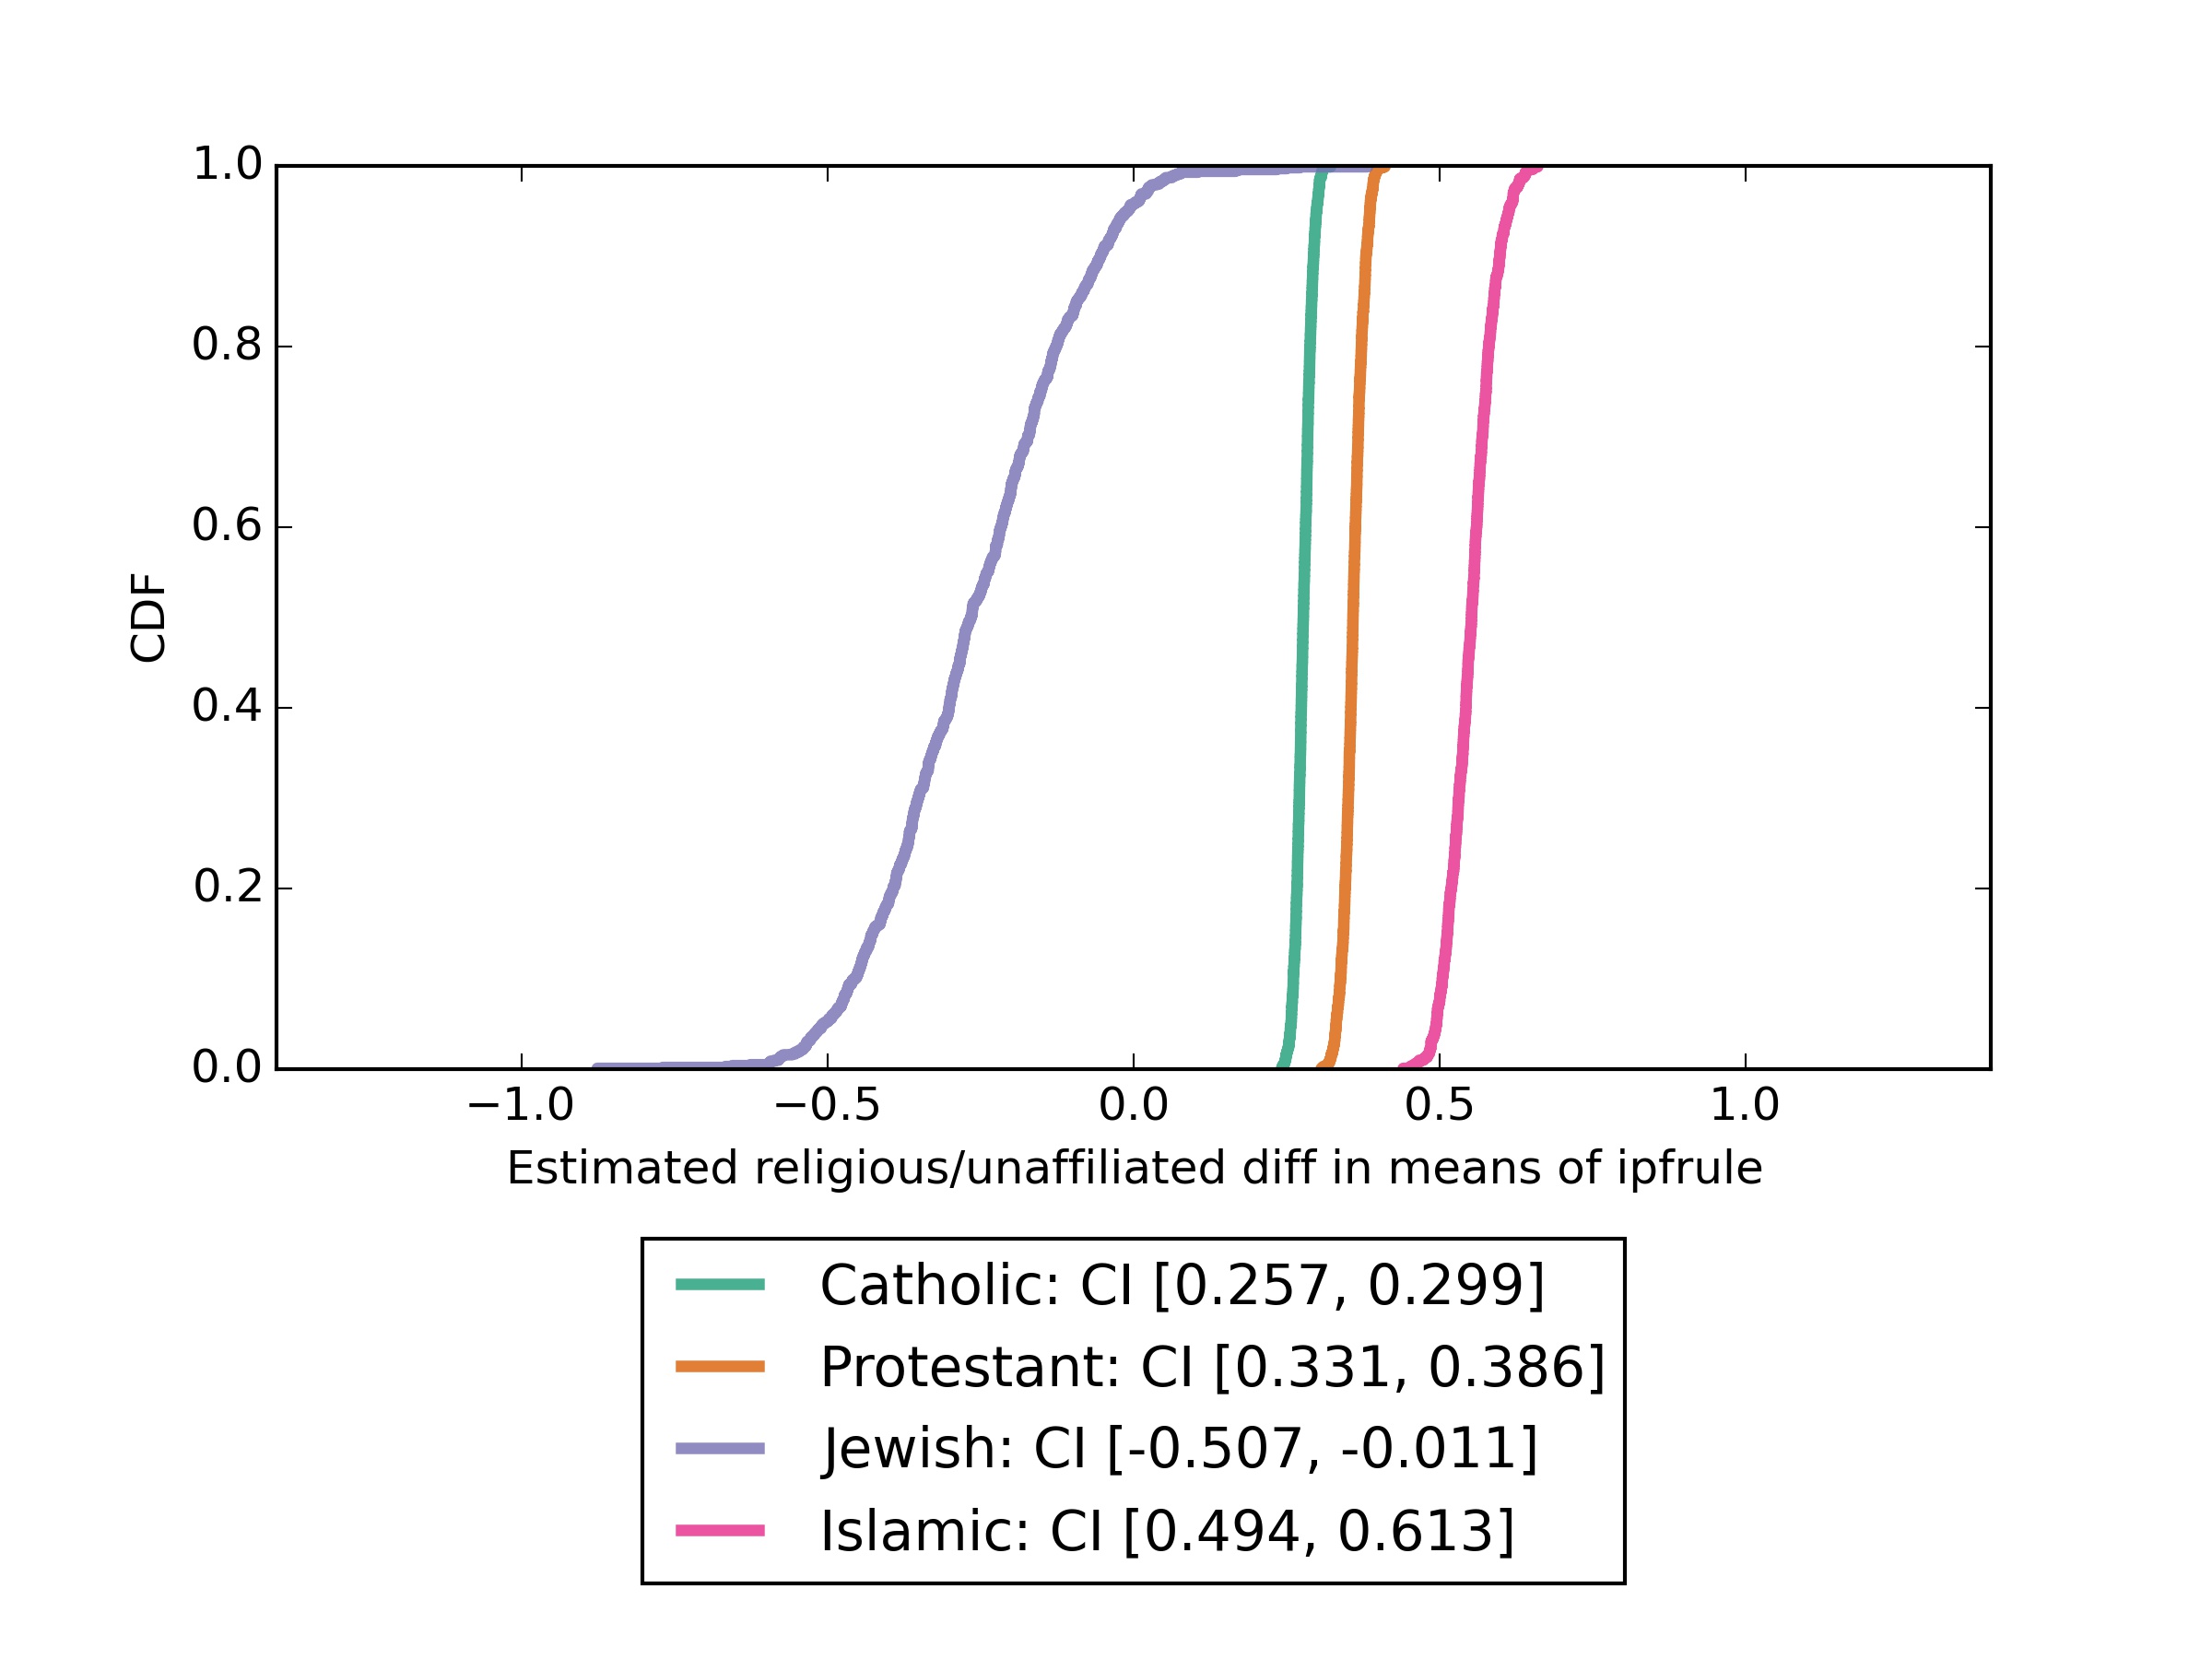 1.0
0.8
0.6
0.4
0.2
0.0
CDF
−1.0 −0.5 0.0 0.5 1.0
Estimated religious/unaffiliated diff in means of ipfrule
Catholic: CI [0.257, 0.299]
Protestant: CI [0.331, 0.386]
Jewish: CI [-0.507, -0.011]
Islamic: CI [0.494, 0.613]